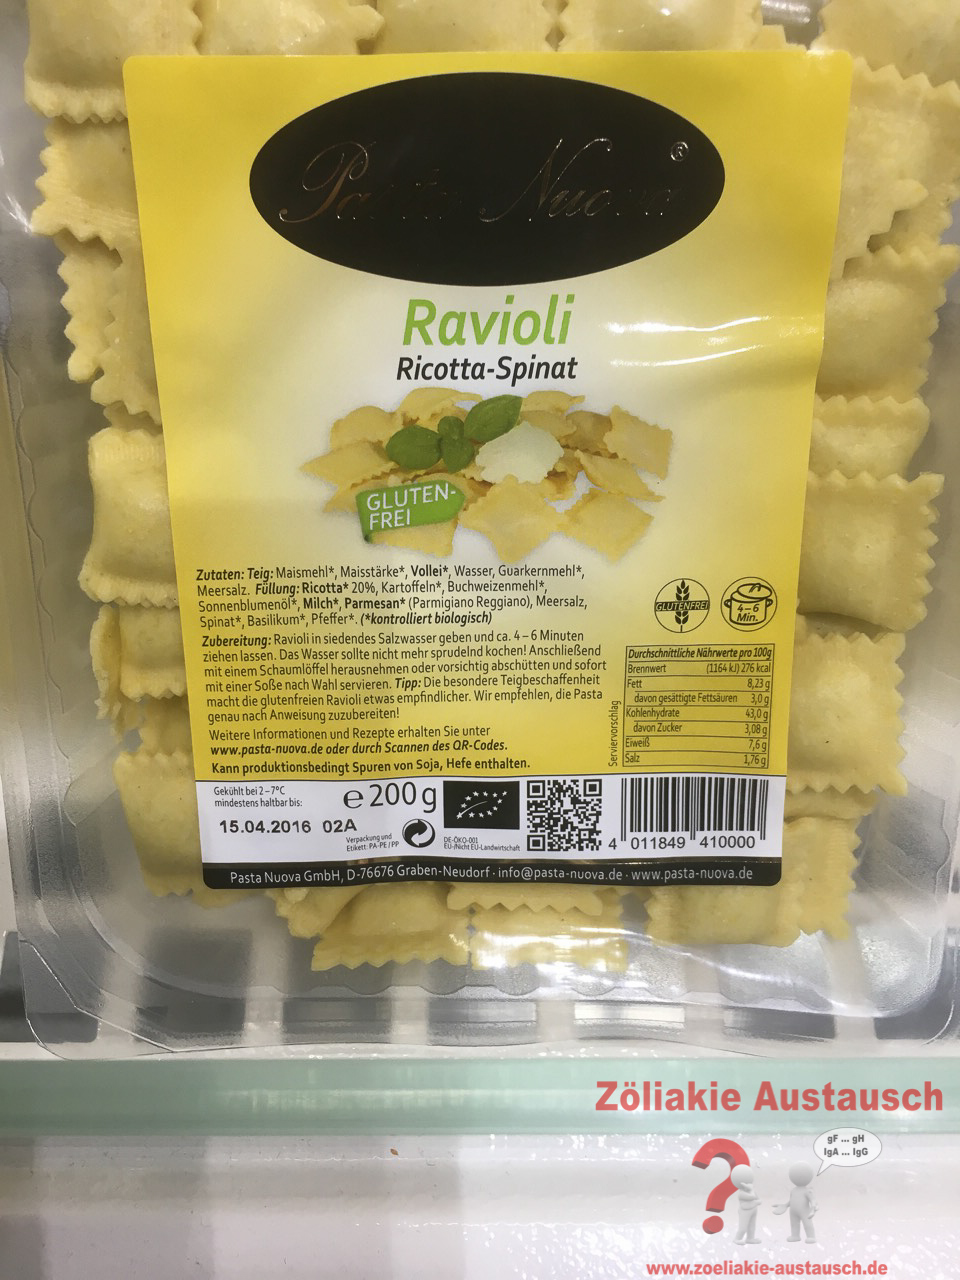 Pasta Nuova®
Ravioli
Ricotta-Spinat
GLUTEN-
FREI
Zutaten: Teig: Maismehl*, Maisstärke*, Vollei*, Wasser, Guarkernmehl*,
Meersalz. Füllung: Ricotta* 20%, Kartoffeln*, Buchweizenmehl*,
Sonnenblumenöl*, Milch*, Parmesan* (Parmigiano Reggiano), Meersalz,
Spinat*, Basilikum*, Pfeffer*. (*kontrolliert biologisch)
Zubereitung: Ravioli in siedendes Salzwasser geben und ca. 4 – 6 Minuten
ziehen lassen. Das Wasser sollte nicht mehr sprudelnd kochen! Anschließend
mit einem Schaumlöffel herausnehmen oder vorsichtig abschütten und sofort
mit einer Soße nach Wahl servieren. Tipp: Die besondere Teigbeschaffenheit
macht die glutenfreien Ravioli etwas empfindlicher. Wir empfehlen, die Pasta
genau nach Anweisung zuzubereiten!
Weitere Informationen und Rezepte erhalten Sie unter
www.pasta-nuova.de oder durch Scannen des QR-Codes.
Kann produktionsbedingt Spuren von Soja, Hefe enthalten.
GLUTENFREI
4–6
Min.
Serviervorschlag
Durchschnittliche Nährwerte pro 100g
Brennwert (1164 kJ) 276 kcal
Fett 8,23 g
davon gesättigte Fettsäuren 3,0 g
Kohlenhydrate 43,0 g
davon Zucker 3,08 g
Eiweiß 7,6 g
Salz 1,76 g
Gekühlt bei 2 – 7°C
mindestens haltbar bis:
15.04.2016 02A
e 200 g
Verpackung und
Etikett: PA-PE / PP
DE-ÖKO-001
EU-/Nicht EU-Landwirtschaft
4 011849 410000
Pasta Nuova GmbH, D-76676 Graben-Neudorf · info@pasta-nuova.de · www.pasta-nuova.de
Zöliakie Austausch
gF ... gH
IgA ... IgG
?
www.zoeliakie-austausch.de